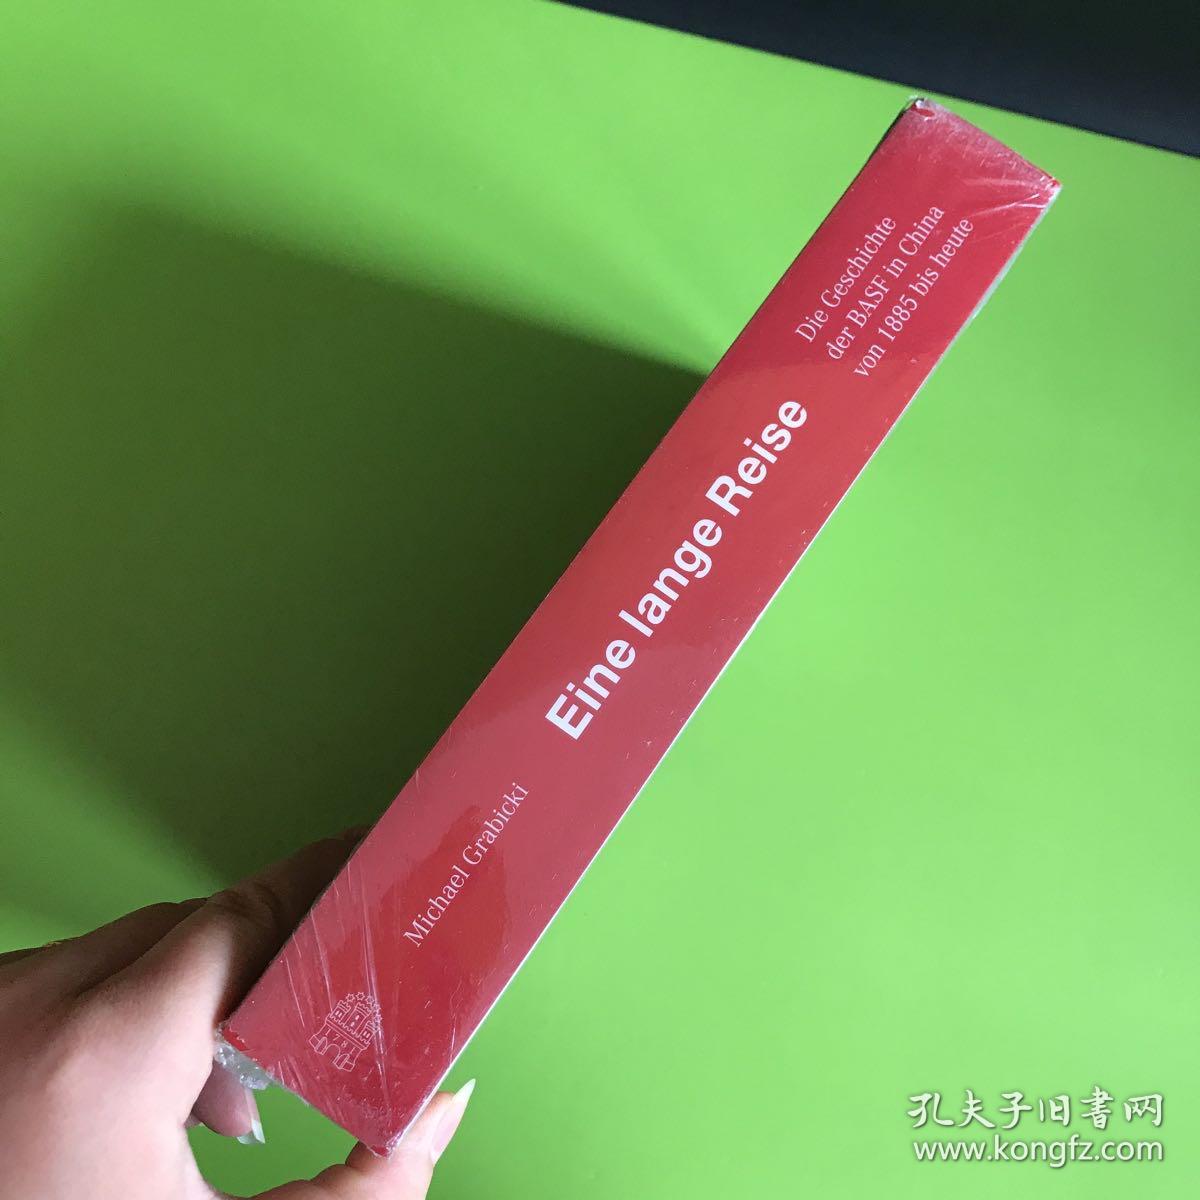 Michael Grabicki
Eine lange Reise
Die Geschichte
der BASF in China
von 1885 bis heute
孔夫子旧書网
www.kongfz.com